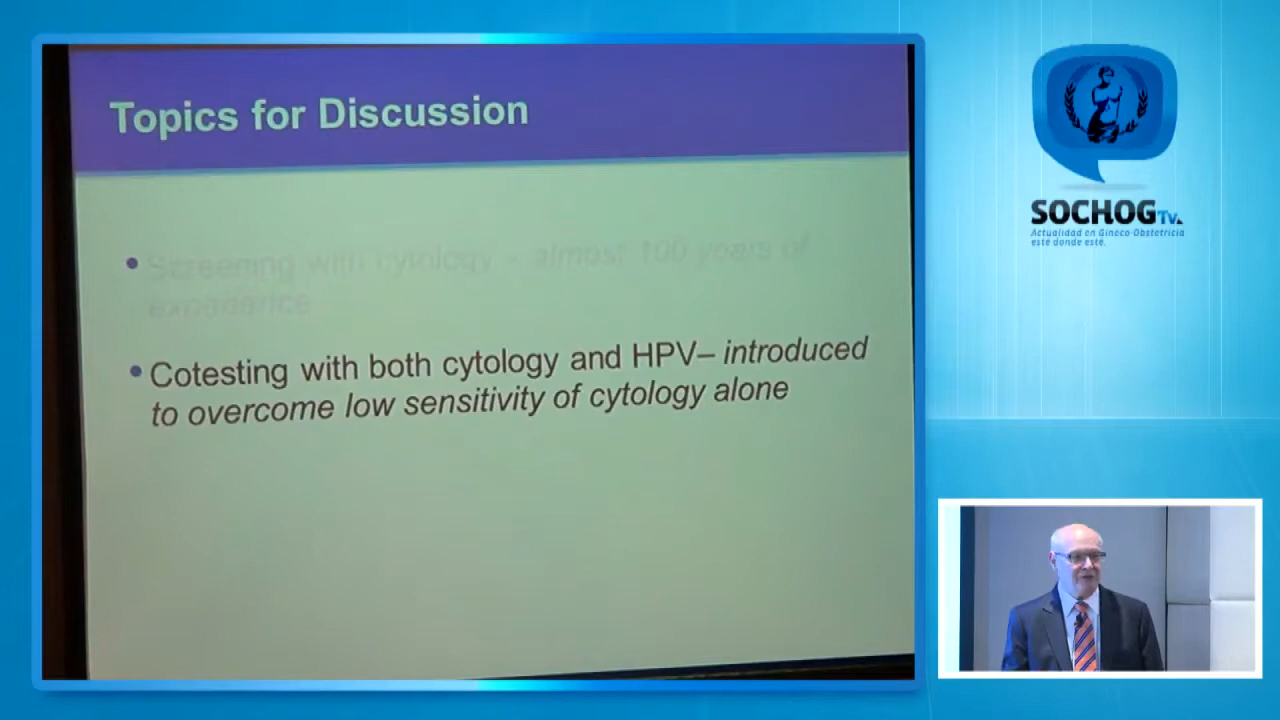 Topics for Discussion
• Screening with cytology – almost 100 years of
experience
• Cotesting with both cytology and HPV– introduced
to overcome low sensitivity of cytology alone
SOCHOG Tv.
Actualidad en Gineco-Obstetricia
esté donde esté.